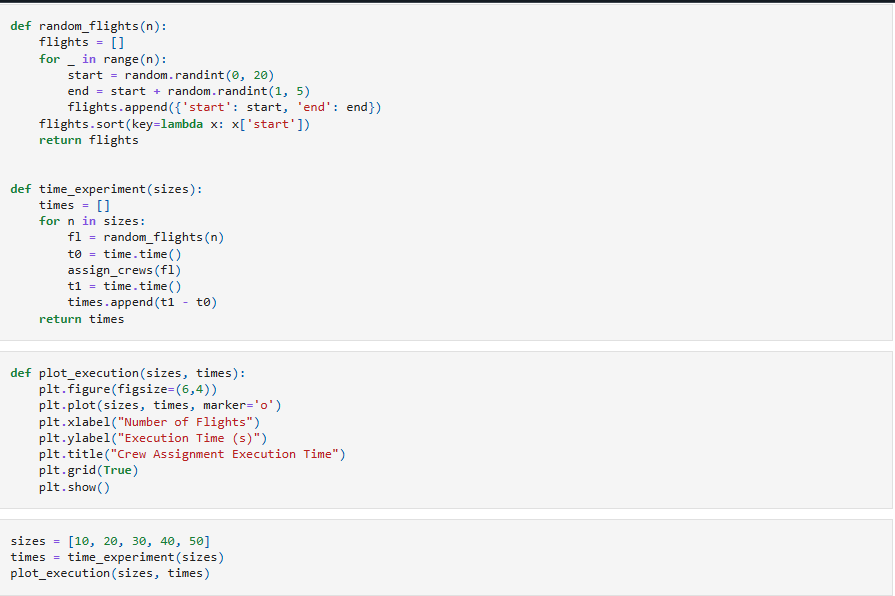 def random_flights(n):
    flights = []
    for _ in range(n):
        start = random.randint(0, 20)
        end = start + random.randint(1, 5)
        flights.append({'start': start, 'end': end})
    flights.sort(key=lambda x: x['start'])
    return flights
def time_experiment(sizes):
    times = []
    for n in sizes:
        fl = random_flights(n)
        t0 = time.time()
        assign_crews(fl)
        t1 = time.time()
        times.append(t1 - t0)
    return times
def plot_execution(sizes, times):
    plt.figure(figsize=(6,4))
    plt.plot(sizes, times, marker='o')
    plt.xlabel("Number of Flights")
    plt.ylabel("Execution Time (s)")
    plt.title("Crew Assignment Execution Time")
    plt.grid(True)
    plt.show()
sizes = [10, 20, 30, 40, 50]
times = time_experiment(sizes)
plot_execution(sizes, times)